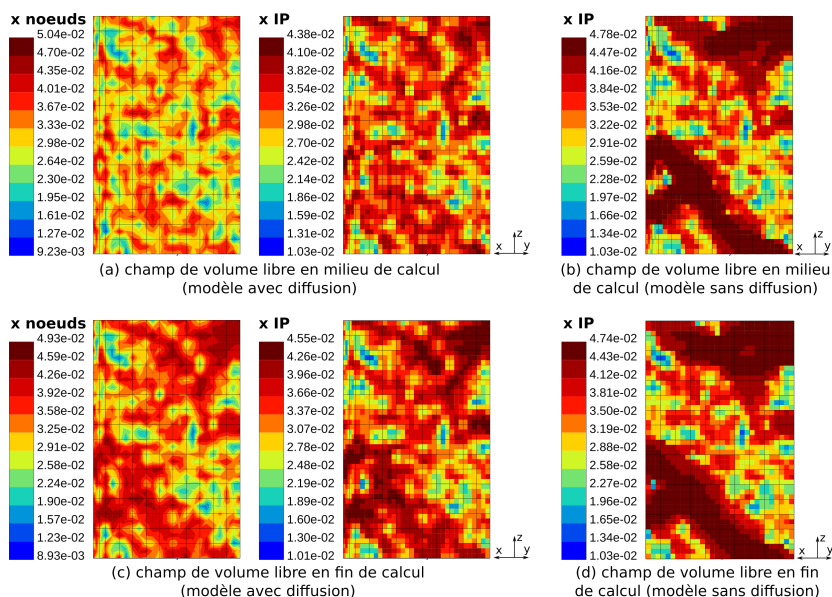 x noeuds
5.04e-02
4.70e-02
4.35e-02
4.01e-02
3.67e-02
3.33e-02
2.98e-02
2.64e-02
2.30e-02
1.95e-02
1.61e-02
1.27e-02
9.23e-03
x IP
4.38e-02
4.10e-02
3.82e-02
3.54e-02
3.26e-02
2.98e-02
2.70e-02
2.42e-02
2.14e-02
1.86e-02
1.59e-02
1.31e-02
1.03e-02
x z y
(a) champ de volume libre en milieu de calcul
(modèle avec diffusion)
x IP
4.78e-02
4.47e-02
4.16e-02
3.84e-02
3.53e-02
3.22e-02
2.91e-02
2.59e-02
2.28e-02
1.97e-02
1.66e-02
1.34e-02
1.03e-02
x z y
(b) champ de volume libre en milieu
de calcul (modèle sans diffusion)
x noeuds
4.93e-02
4.59e-02
4.26e-02
3.92e-02
3.58e-02
3.25e-02
2.91e-02
2.58e-02
2.24e-02
1.90e-02
1.57e-02
1.23e-02
8.93e-03
x IP
4.55e-02
4.26e-02
3.96e-02
3.67e-02
3.37e-02
3.07e-02
2.78e-02
2.48e-02
2.19e-02
1.89e-02
1.60e-02
1.30e-02
1.01e-02
x z y
(c) champ de volume libre en fin de calcul
(modèle avec diffusion)
x IP
4.74e-02
4.43e-02
4.12e-02
3.81e-02
3.50e-02
3.19e-02
2.88e-02
2.58e-02
2.27e-02
1.96e-02
1.65e-02
1.34e-02
1.03e-02
x z y
(d) champ de volume libre en fin
de calcul (modèle sans diffusion)